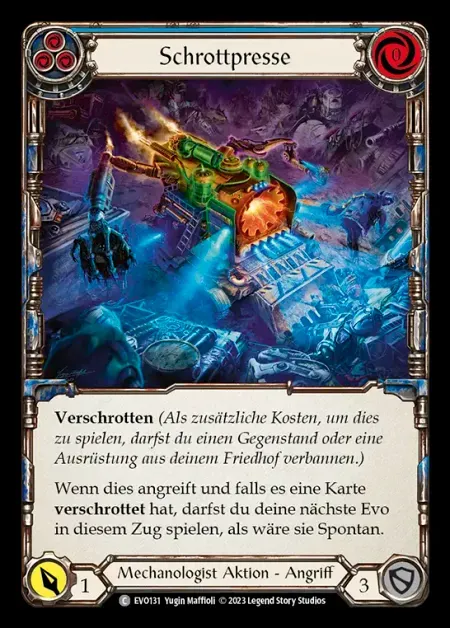 Schrottpresse
0
Verschrotten (Als zusätzliche Kosten, um dies
zu spielen, darfst du einen Gegenstand oder eine
Ausrüstung aus deinem Friedhof verbannen.)
Wenn dies angreift und falls es eine Karte
verschrottet hat, darfst du deine nächste Evo
in diesem Zug spielen, als wäre sie Spontan.
1
Mechanologist Aktion - Angriff
3
C EVO131 Yugin Maffioli © 2023 Legend Story Studios